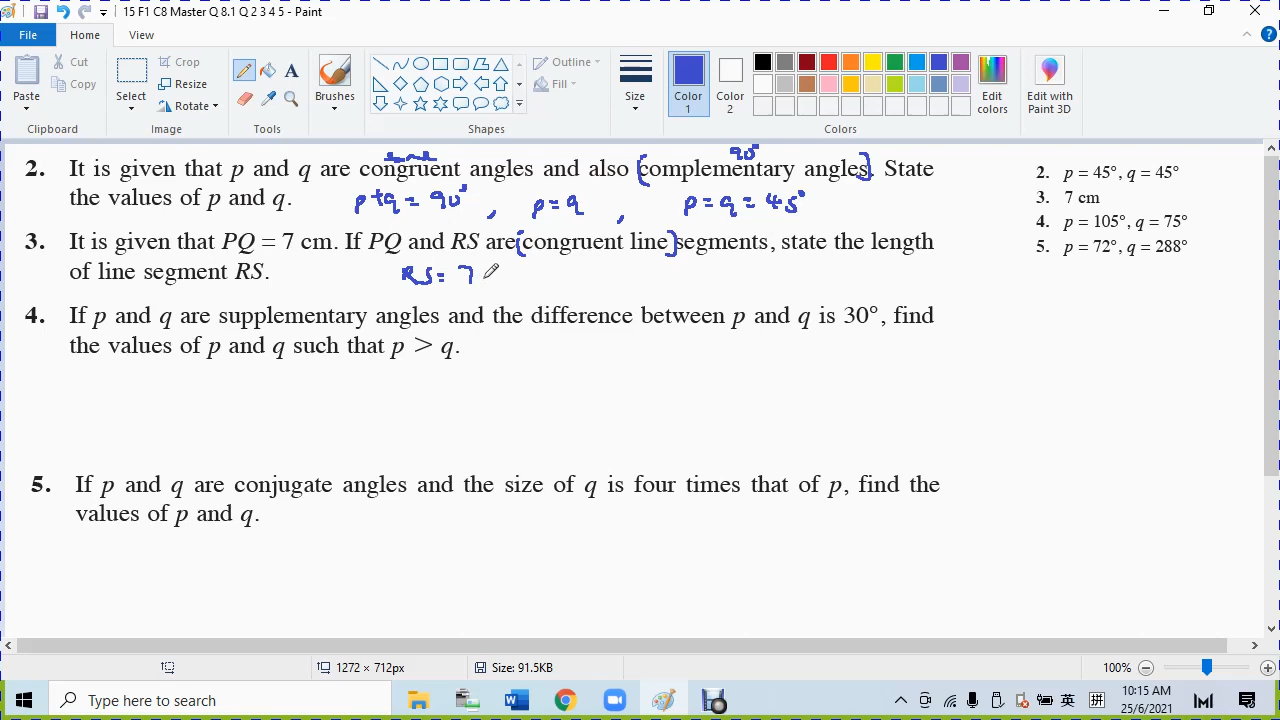 15 F1 C8 Master Q 8.1 Q 2 3 4 5 - Paint
File Home View
Cut
Copy
Paste
Clipboard
Select
Crop
Resize
Rotate
Image
A
Tools
Brushes
Shapes
Outline
Fill
Size
Color 1
Color 2
Colors
Edit colors
Edit with Paint 3D
90°
2. It is given that p and q are congruent angles and also [complementary angles]. State
the values of p and q. p+q = 90°, p = q, p = q = 45°
3. It is given that PQ = 7 cm. If PQ and RS are [congruent line] segments, state the length
of line segment RS. RS = 7
4. If p and q are supplementary angles and the difference between p and q is 30°, find
the values of p and q such that p > q.
5. If p and q are conjugate angles and the size of q is four times that of p, find the
values of p and q.
2. p = 45°, q = 45°
3. 7 cm
4. p = 105°, q = 75°
5. p = 72°, q = 288°
1272 × 712px
Size: 91.5KB
100%
Type here to search
英
拼
10:15 AM
25/6/2021